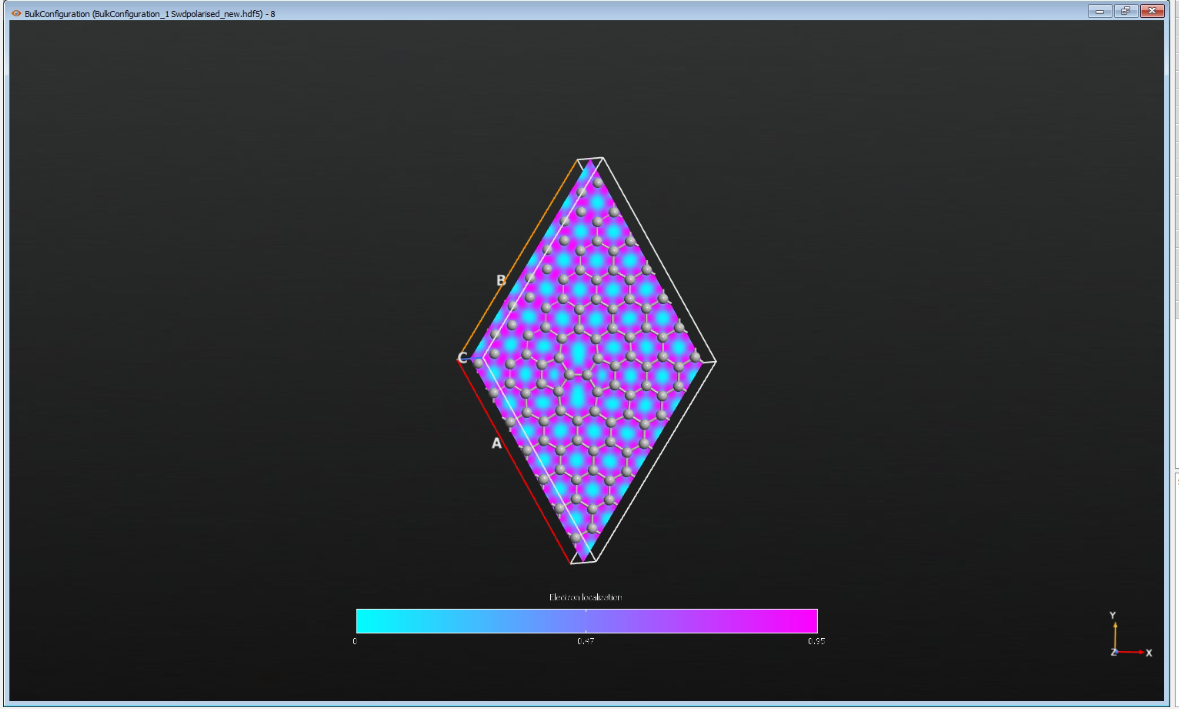 BulkConfiguration (BulkConfiguration_1 Swdpolarised_new.hdf5) - 8
B
C
A
Electron localization
0
0.47
0.95
Y
Z
X